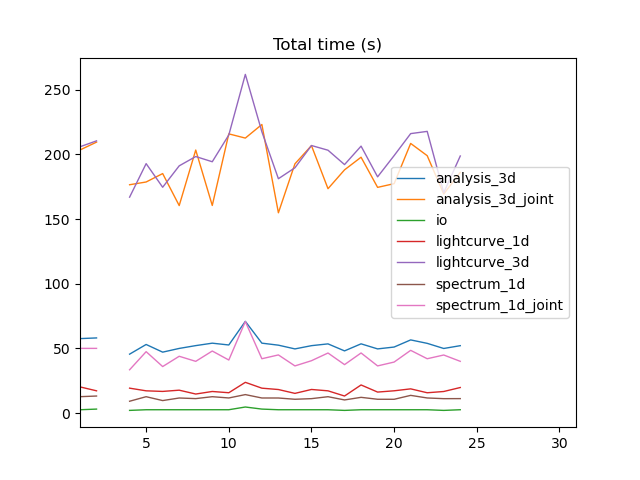 Total time (s)
250
200
150
100
50
0
5
10
15
20
25
30
analysis_3d
analysis_3d_joint
io
lightcurve_1d
lightcurve_3d
spectrum_1d
spectrum_1d_joint